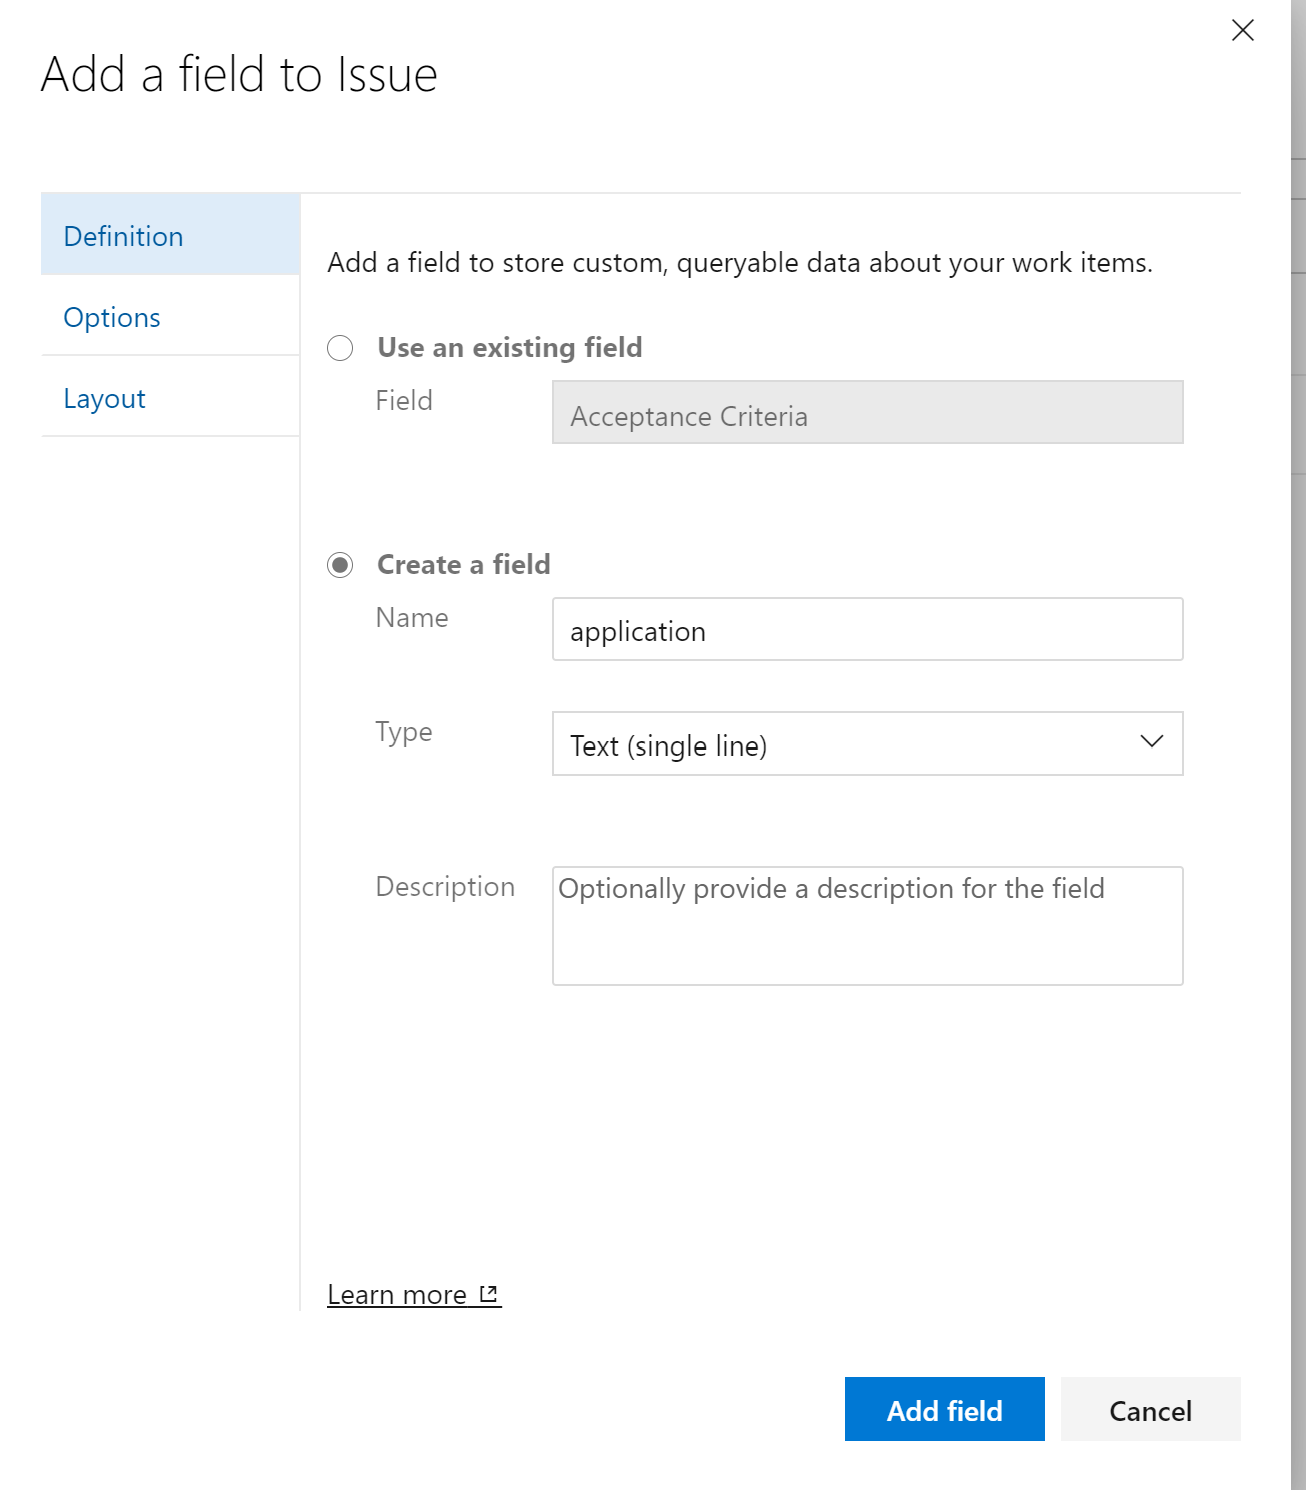 Add a field to Issue
Definition
Options
Layout
Add a field to store custom, queryable data about your work items.
Use an existing field
Field
Acceptance Criteria
Create a field
Name
application
Type
Text (single line)
Description
Optionally provide a description for the field
Learn more
Add field
Cancel